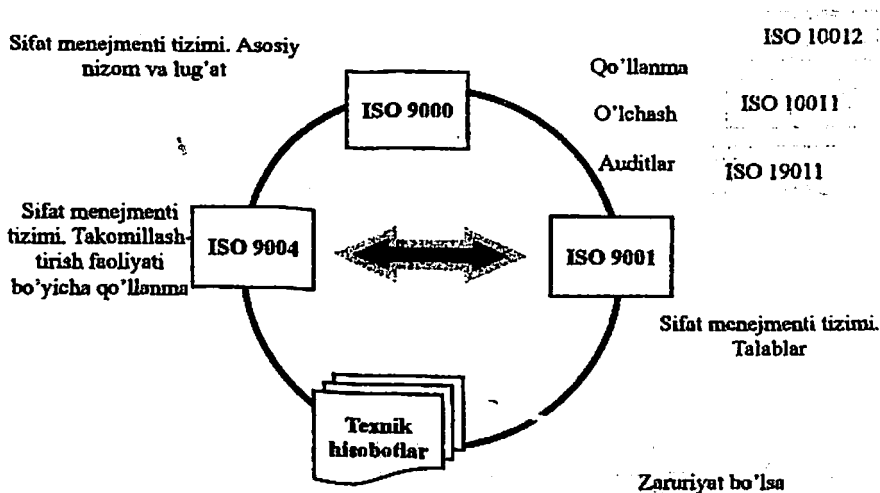 Sifat menejmenti tizimi. Asosiy
nizom va lug'at
ISO 9000
Qo'llanma
O'lchash
Auditlar
ISO 10012
ISO 10011
ISO 19011
Sifat menejmenti
tizimi. Takomillash-
tirish faoliyati
bo'yicha qo'llanma
ISO 9004
ISO 9001
Sifat menejmenti tizimi.
Talablar
Texnik
hisobotlar
Zaruriyat bo'lsa